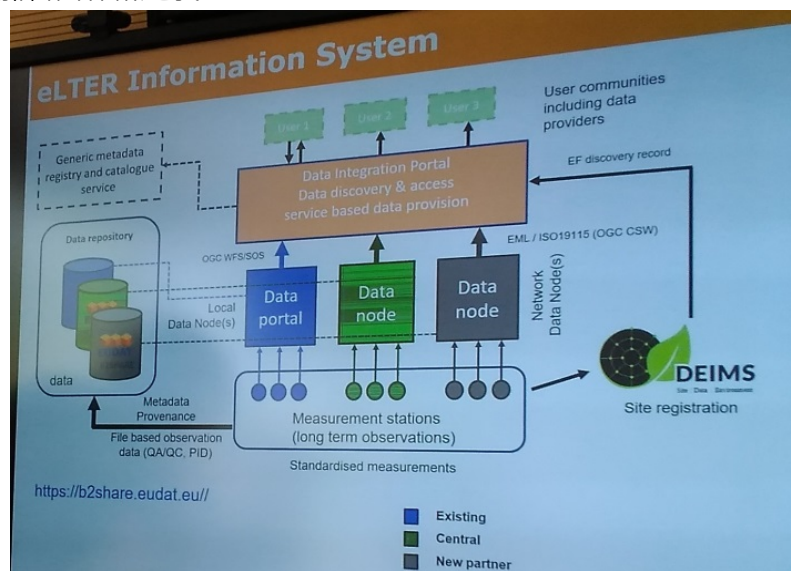 eLTER Information System
User 1
User 2
User 3
User communities
including data
providers
Generic metadata
registry and catalogue
service
Data Integration Portal
Data discovery & access
service based data provision
EF discovery record
Data repository
OGC WFS/SOS
EML / ISO19115 (OGC CSW)
Data
portal
Data
node
Data
node
Local
Data Node(s)
Network
Data Node(s)
data
DEIMS
Site registration
Metadata
Provenance
File based observation
data (QA/QC, PID)
Measurement stations
(long term observations)
Standardised measurements
https://b2share.eudat.eu//
Existing
Central
New partner